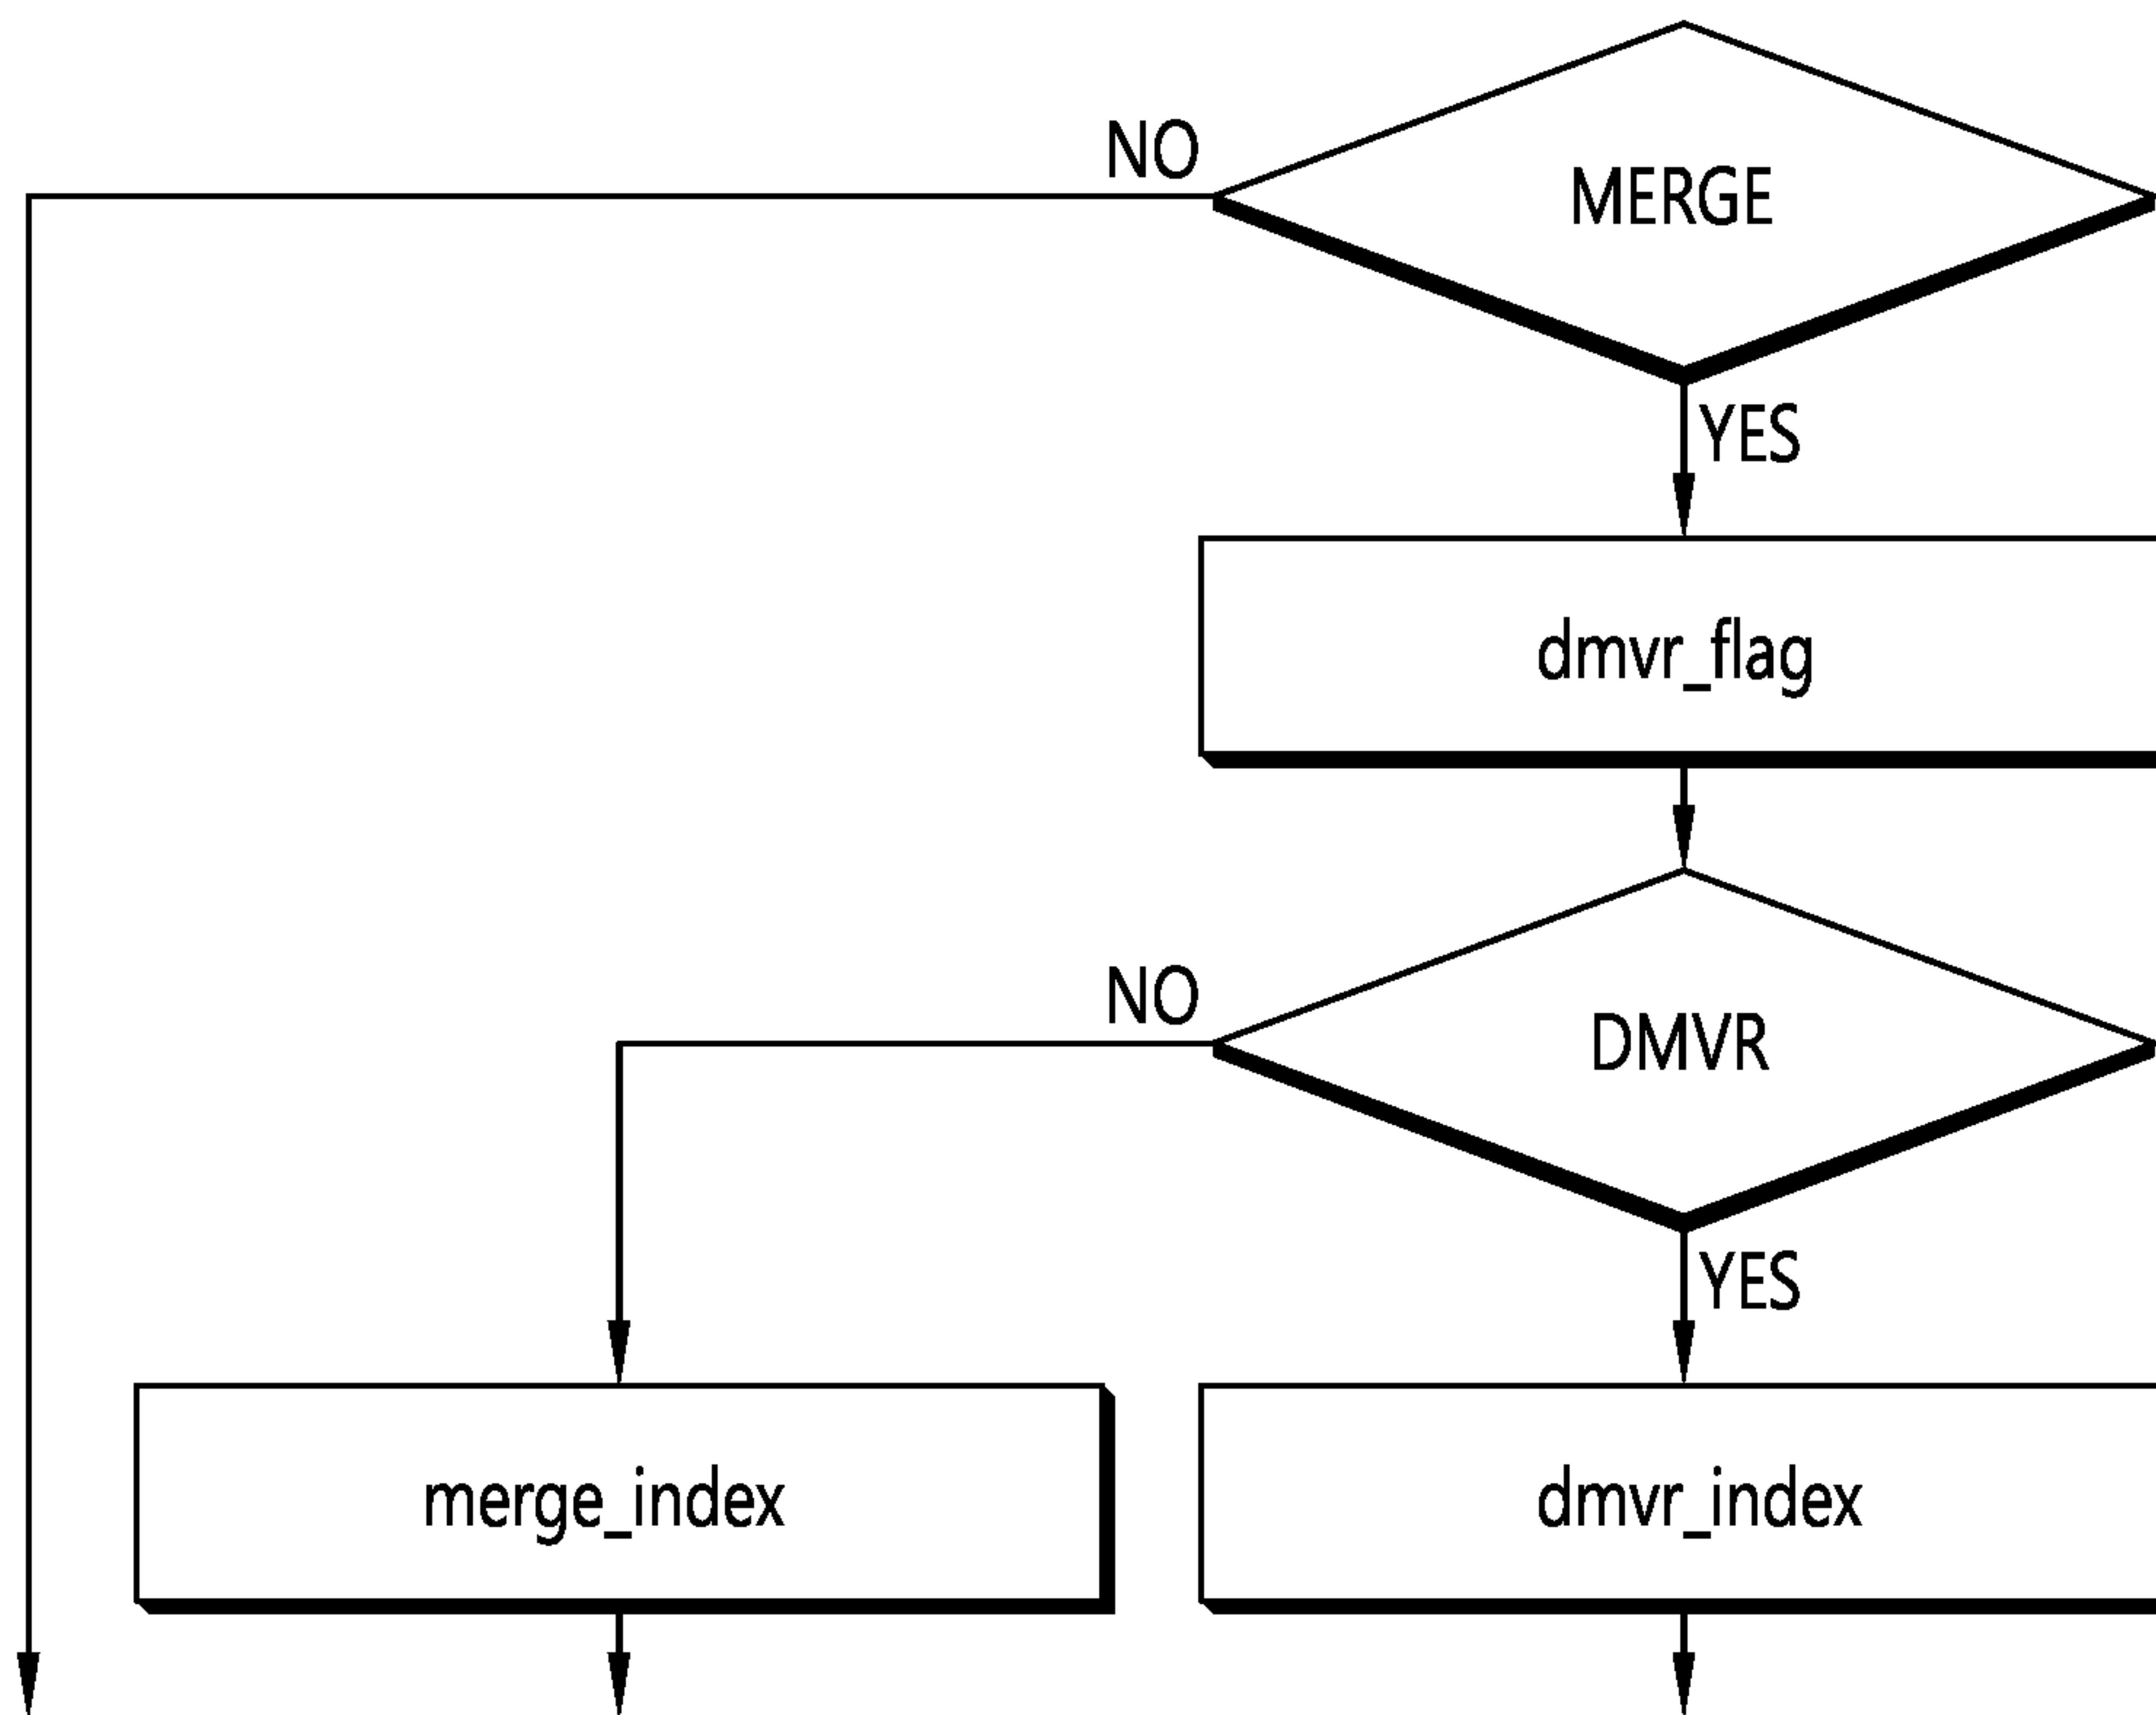 NO
MERGE
YES
dmvr_flag
NO
DMVR
YES
merge_index
dmvr_index